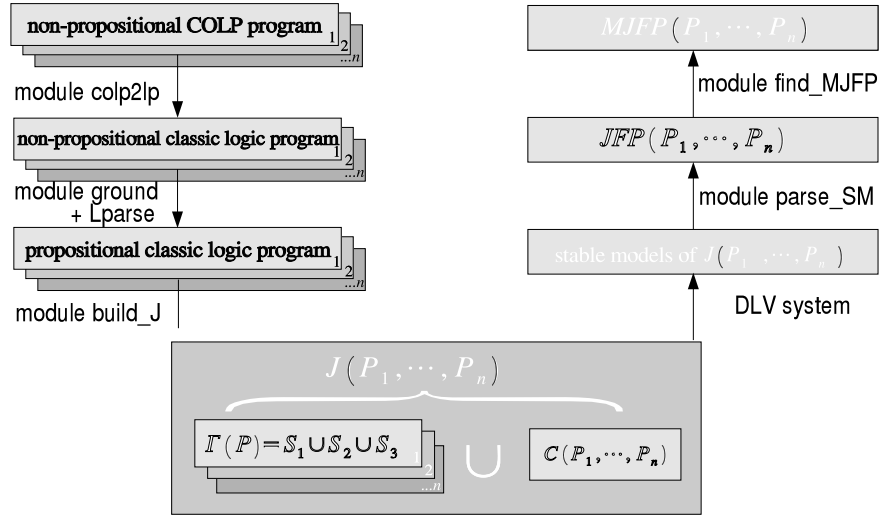 non-propositional COLP program
1
2
...n
module colp2lp
non-propositional classic logic program
1
2
...n
module ground
+ Lparse
propositional classic logic program
1
2
...n
module build_J
MJFP(P₁,⋯,Pₙ)
module find_MJFP
JFP(P₁,⋯,Pₙ)
module parse_SM
stable models of J(P₁,⋯,Pₙ)
DLV system
J(P₁,⋯,Pₙ)
Γ(P)=S₁∪S₂∪S₃
1
2
...n
∪
C(P₁,⋯,Pₙ)